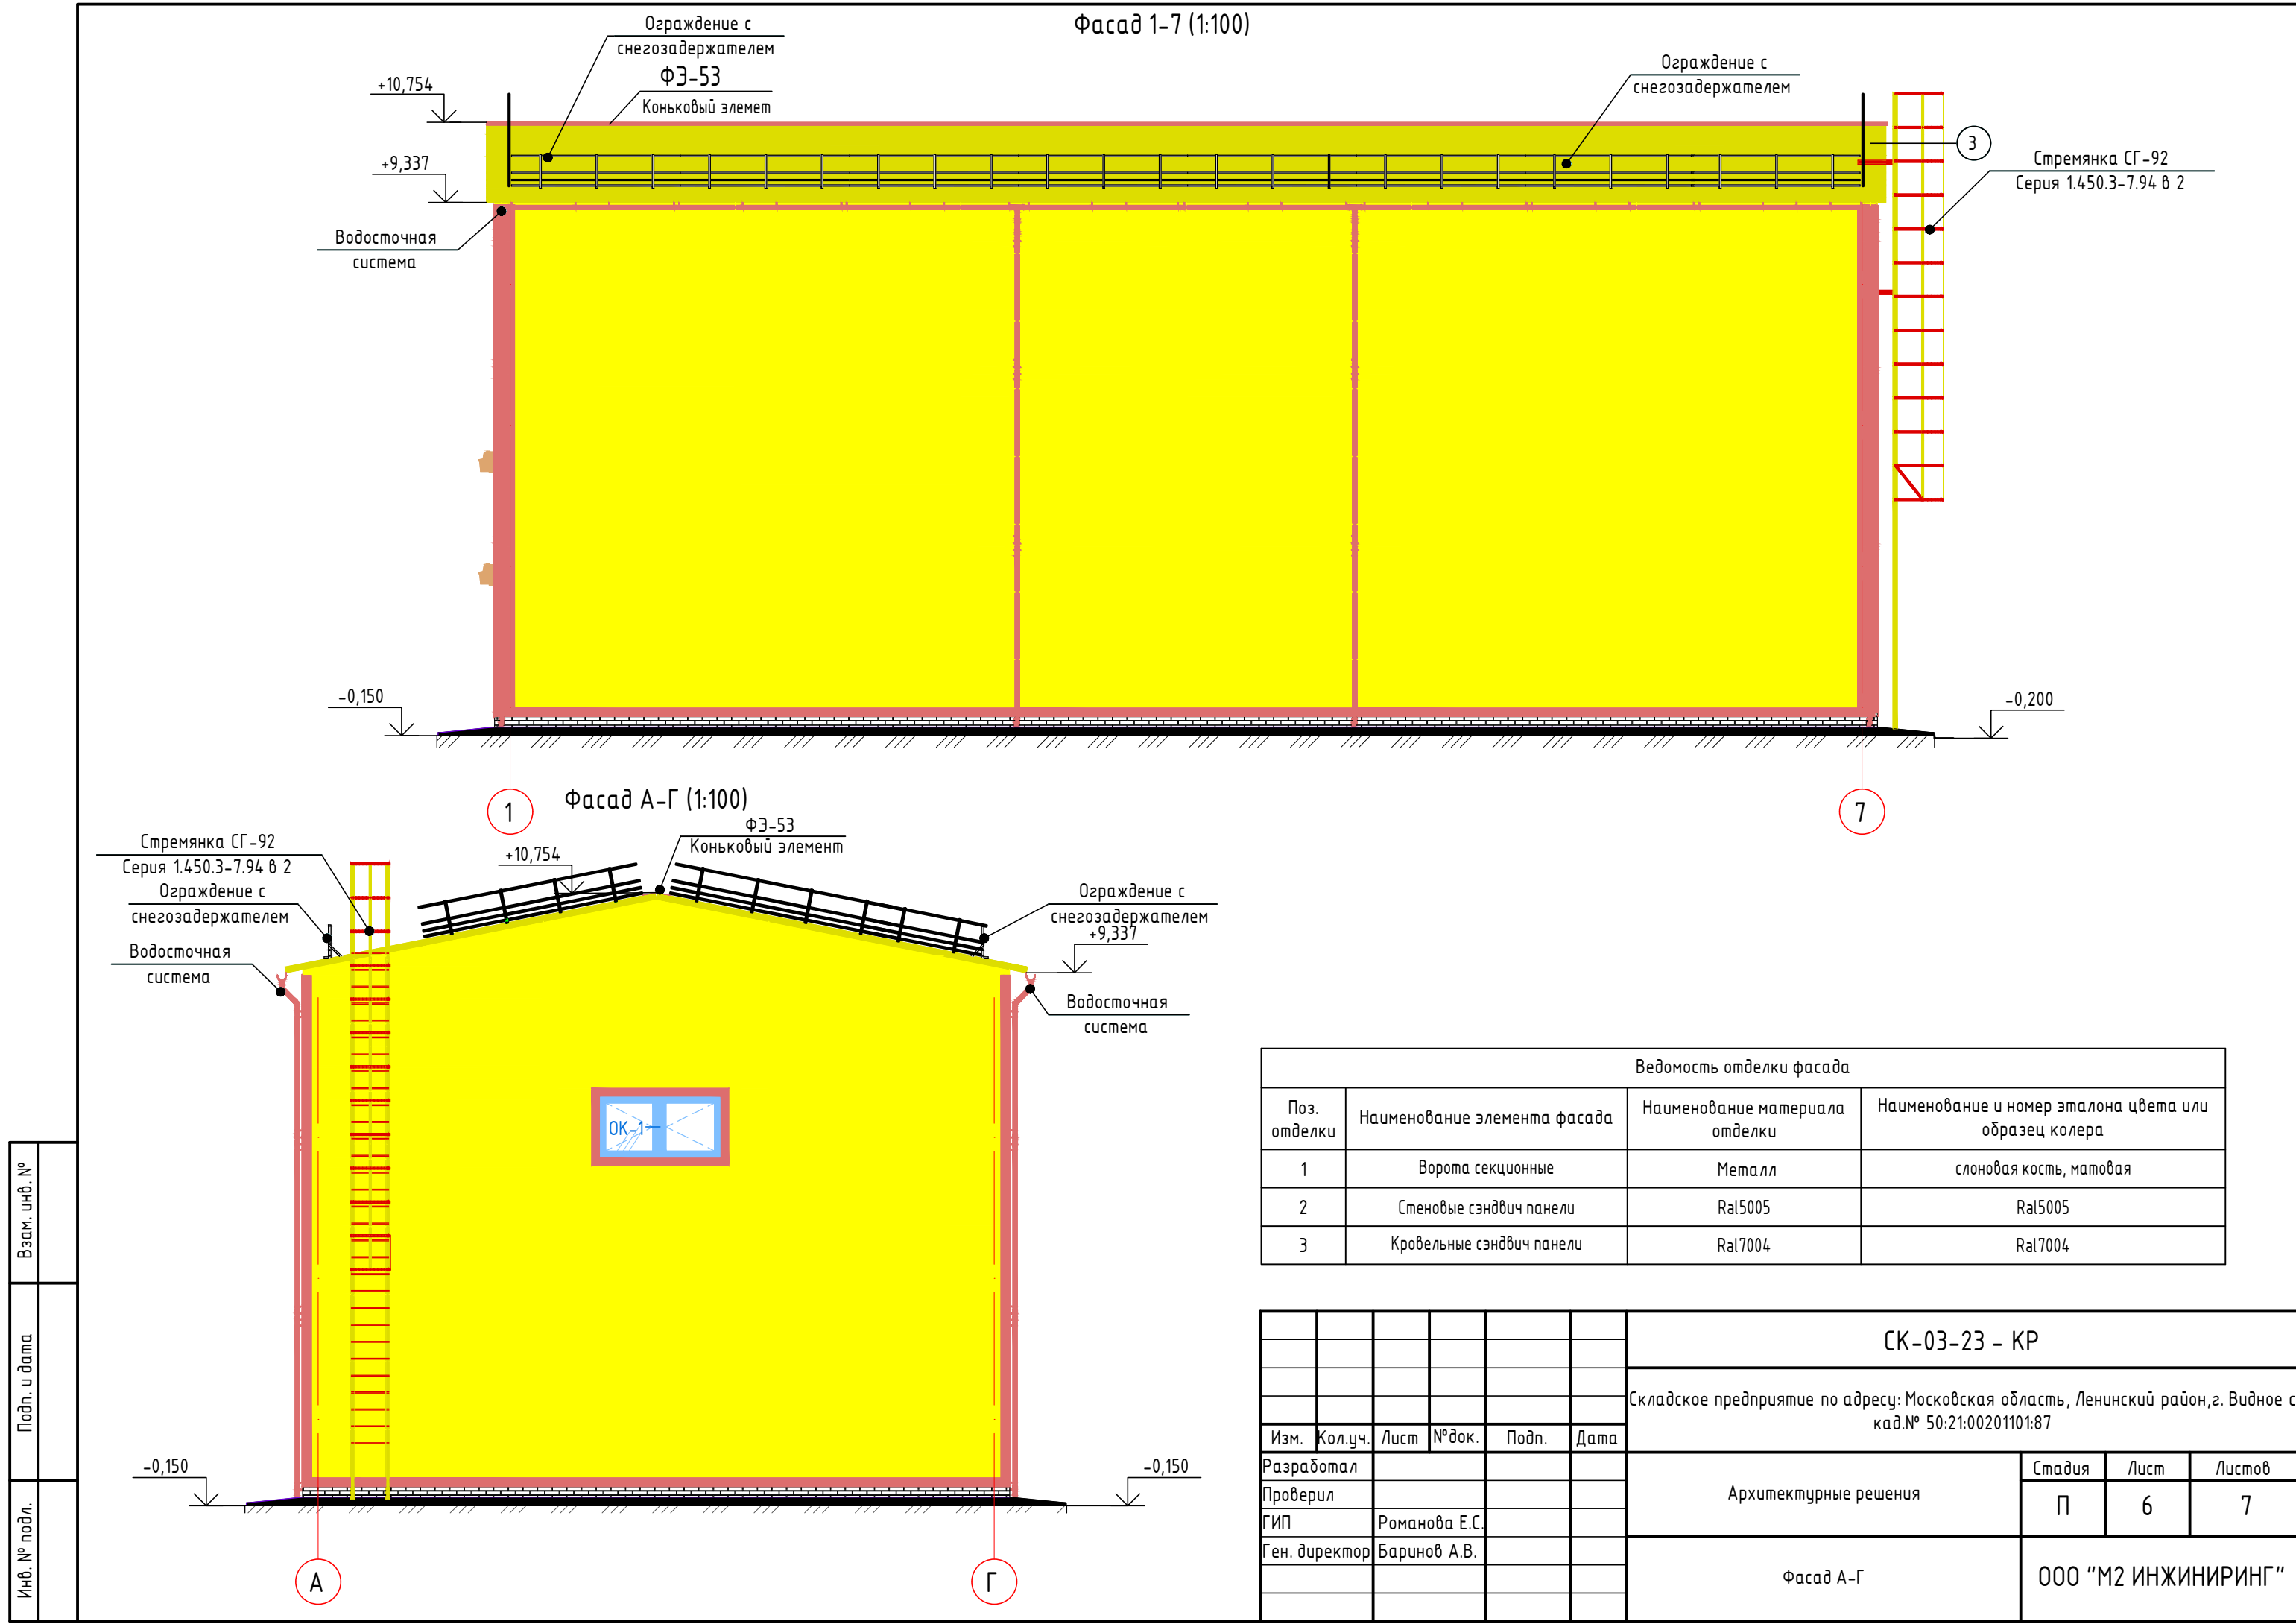 Фасад 1-7 (1:100)
Ограждение с
снегозадержателем
ФЭ-53
Коньковый элемет
Ограждение с
снегозадержателем
+10,754
+9,337
3
Стремянка СГ-92
Серия 1.450.3-7.94 в 2
Водосточная
система
-0,150
-0,200
1
7
Фасад А-Г (1:100)
ФЭ-53
Коньковый элемент
Стремянка СГ-92
Серия 1.450.3-7.94 в 2
+10,754
Ограждение с
снегозадержателем
Ограждение с
снегозадержателем
+9,337
Водосточная
система
Водосточная
система
ОК-1
-0,150
-0,150
А
Г
Ведомость отделки фасада
Поз.
отделки
Наименование элемента фасада
Наименование материала
отделки
Наименование и номер эталона цвета или
образец колера
1 Ворота секционные Металл слоновая кость, матовая
2 Стеновые сэндвич панели Ral5005 Ral5005
3 Кровельные сэндвич панели Ral7004 Ral7004
СК-03-23 - КР
Складское предприятие по адресу: Московская область, Ленинский район,г. Видное с
кад.№ 50:21:00201101:87
Изм. Кол.уч. Лист №док. Подп. Дата
Разработал
Проверил
ГИП Романова Е.С.
Ген. директор Баринов А.В.
Архитектурные решения
Стадия Лист Листов
П 6 7
Фасад А-Г
ООО "М2 ИНЖИНИРИНГ"
Взам. инв. №
Подп. и дата
Инв. № подл.